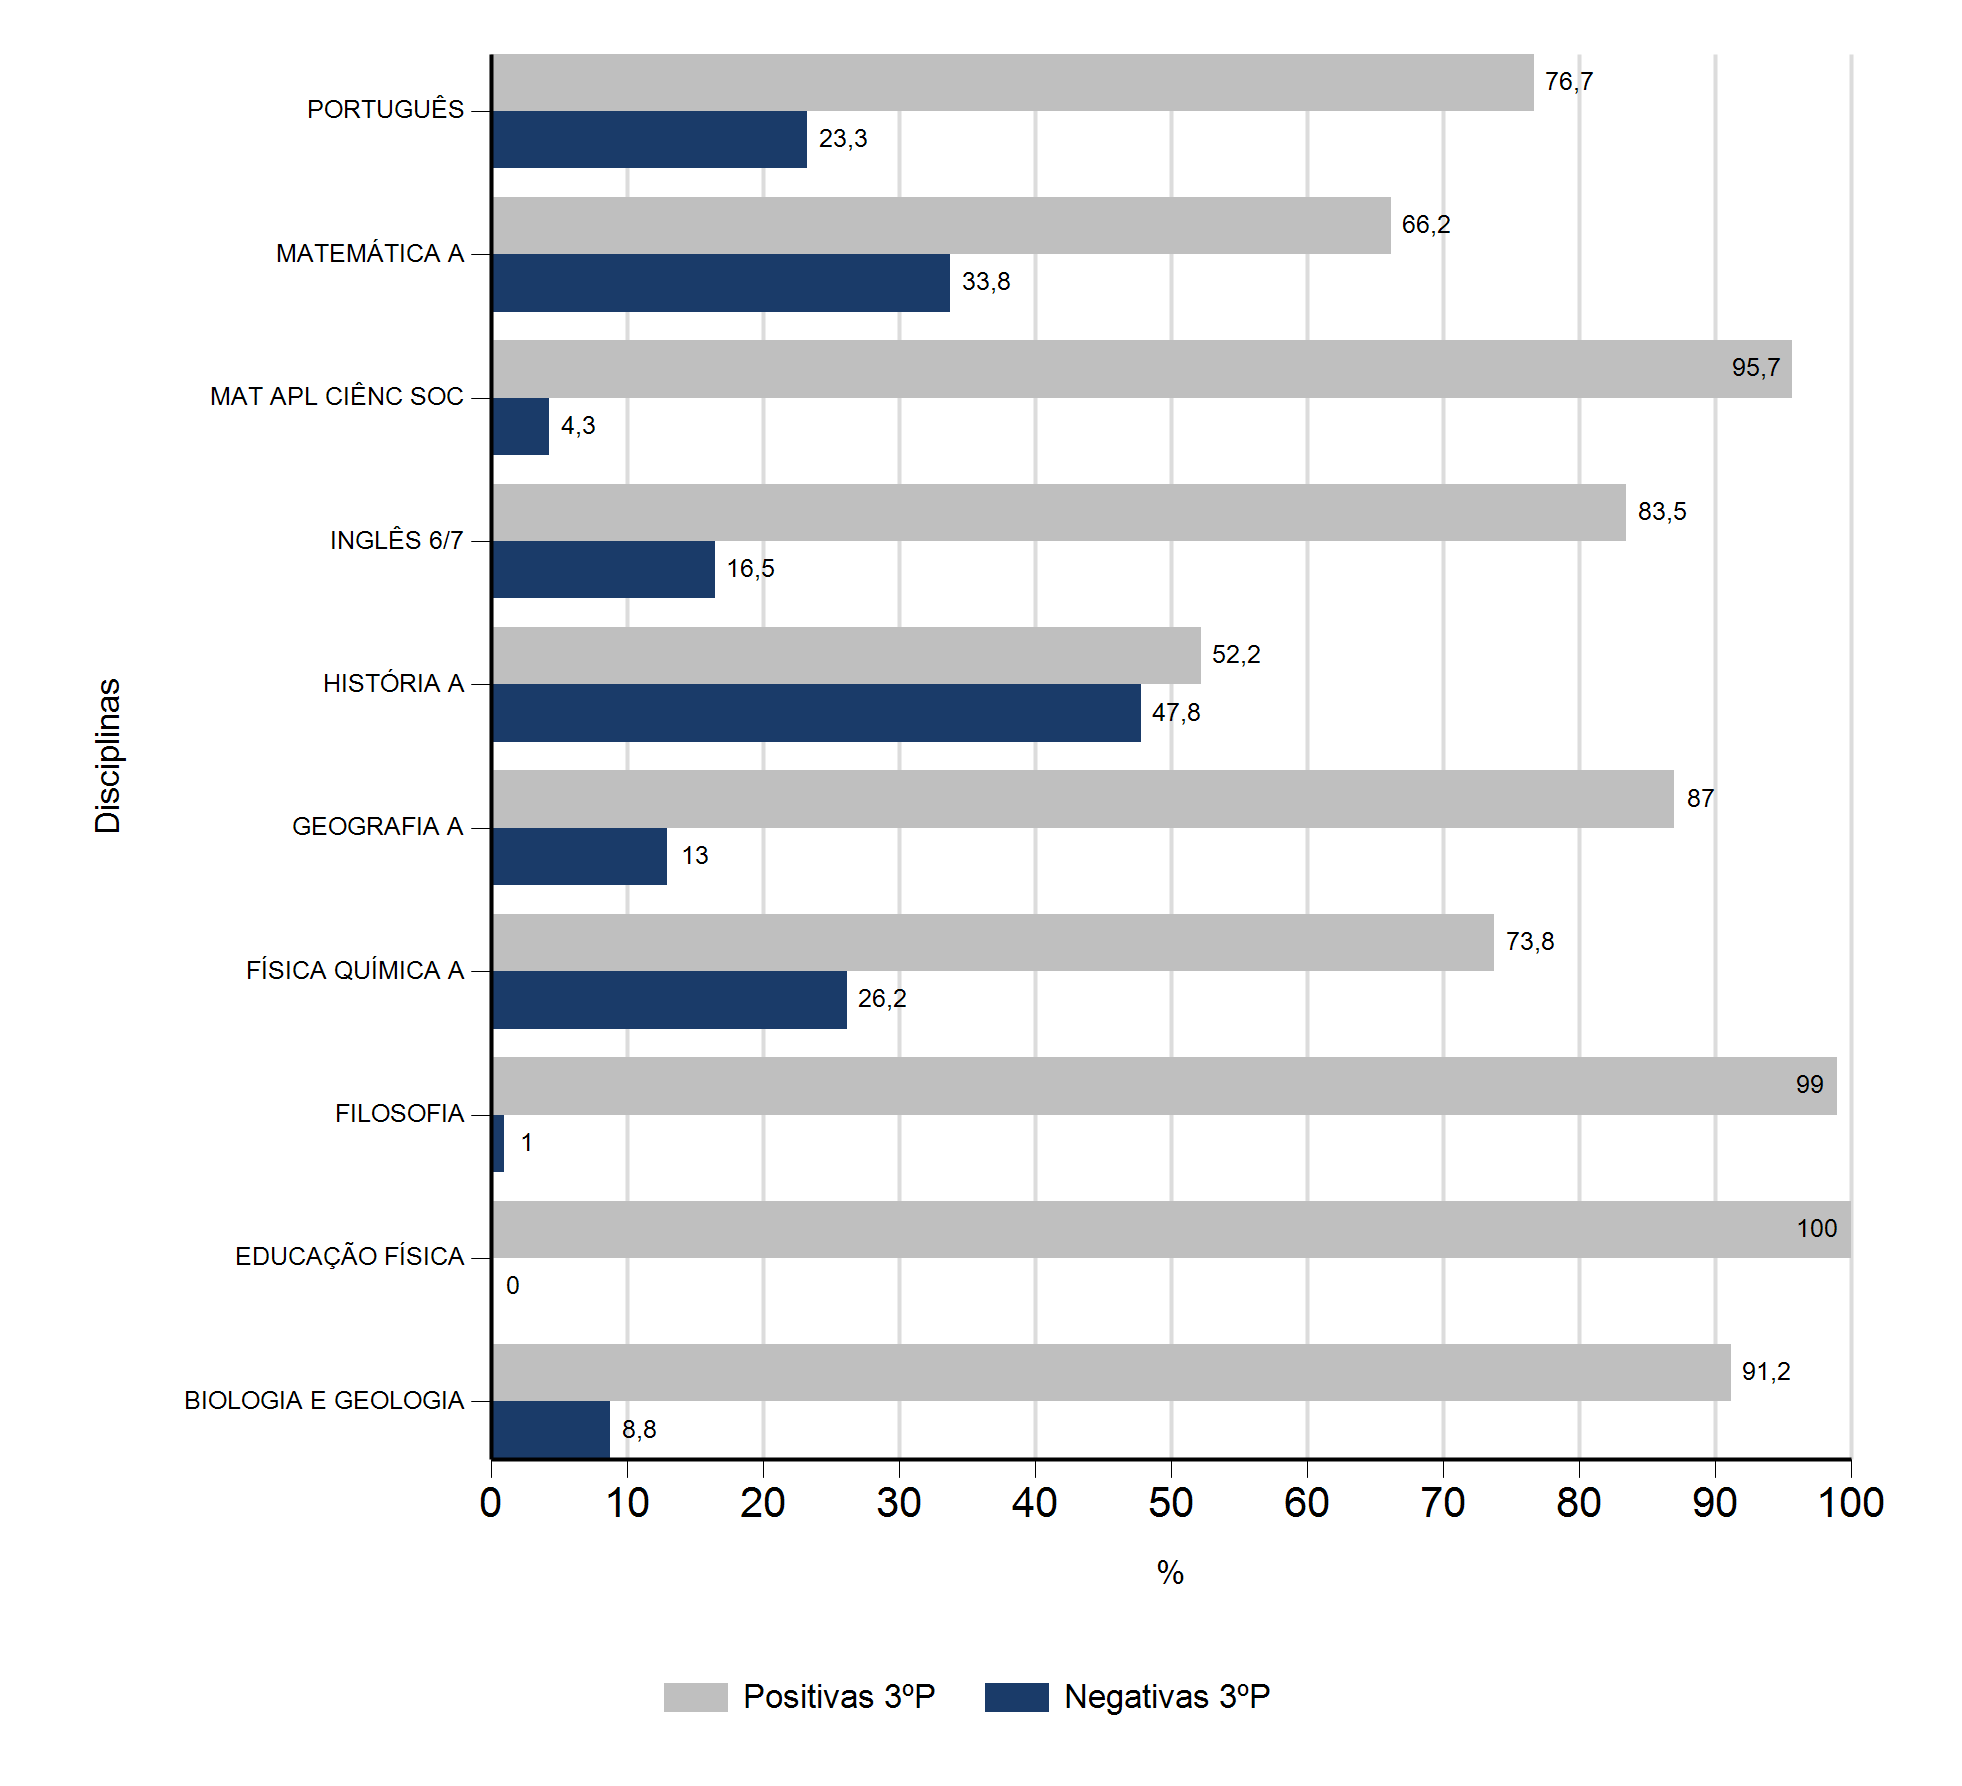 PORTUGUÊS
76,7
23,3
MATEMÁTICA A
66,2
33,8
MAT APL CIÊNC SOC
95,7
4,3
INGLÊS 6/7
83,5
16,5
HISTÓRIA A
52,2
47,8
GEOGRAFIA A
87
13
FÍSICA QUÍMICA A
73,8
26,2
FILOSOFIA
99
1
EDUCAÇÃO FÍSICA
100
0
BIOLOGIA E GEOLOGIA
91,2
8,8
Disciplinas
0 10 20 30 40 50 60 70 80 90 100
%
Positivas 3ºP Negativas 3ºP